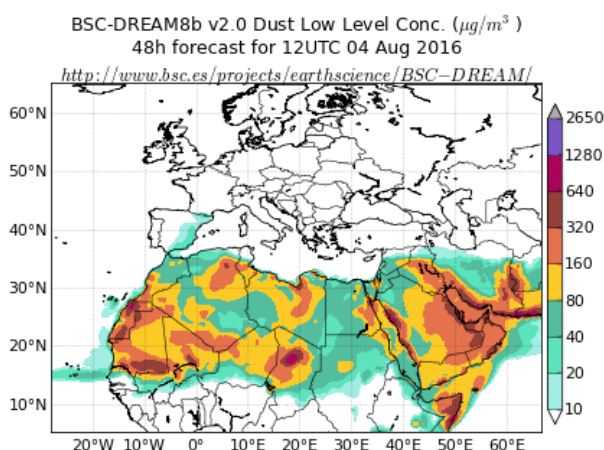 BSC-DREAM8b v2.0 Dust Low Level Conc. (μg/m³ )
48h forecast for 12UTC 04 Aug 2016
http://www.bsc.es/projects/earthscience/BSC−DREAM/
60°N
50°N
40°N
30°N
20°N
10°N
20°W 10°W 0° 10°E 20°E 30°E 40°E 50°E 60°E
2650
1280
640
320
160
80
40
20
10